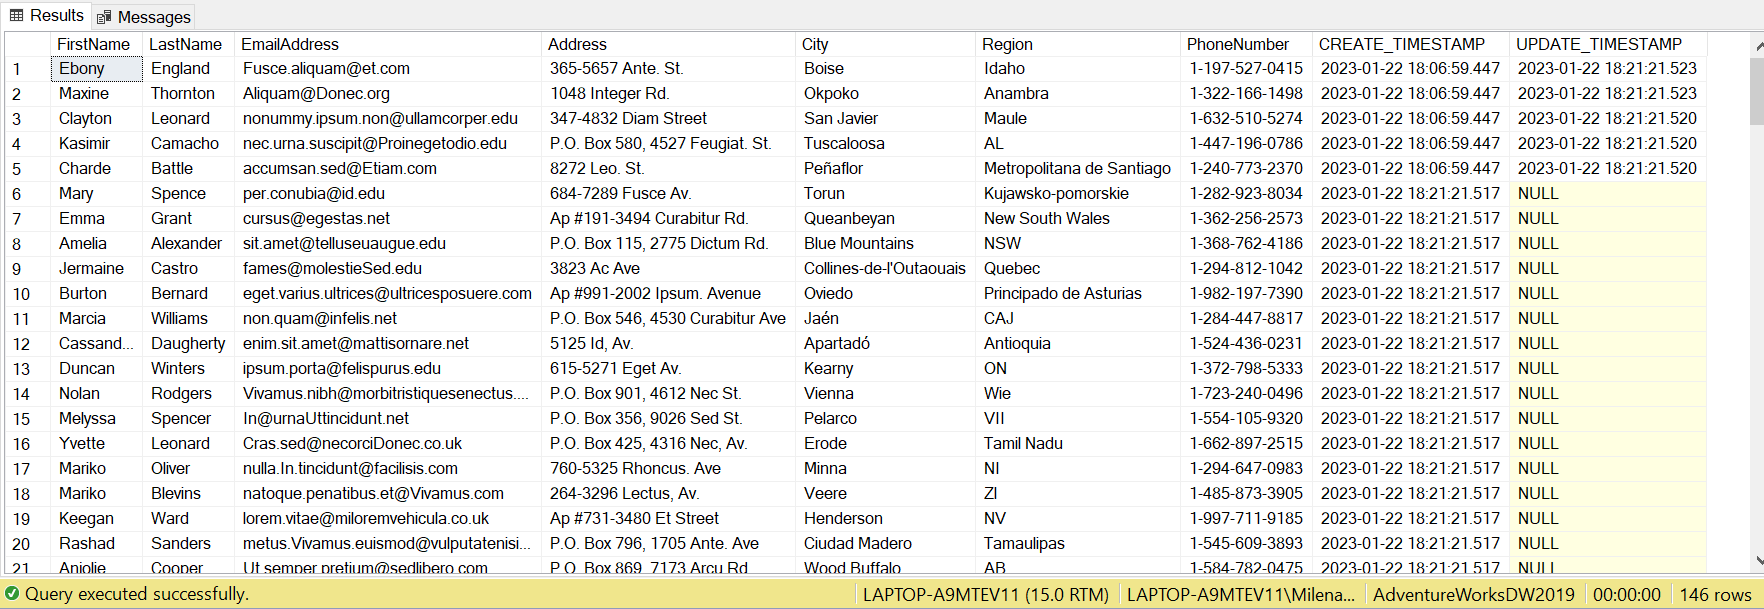 Results Messages
FirstName LastName EmailAddress Address City Region PhoneNumber CREATE_TIMESTAMP UPDATE_TIMESTAMP
1 Ebony England Fusce.aliquam@et.com 365-5657 Ante. St. Boise Idaho 1-197-527-0415 2023-01-22 18:06:59.447 2023-01-22 18:21:21.523
2 Maxine Thornton Aliquam@Donec.org 1048 Integer Rd. Okpoko Anambra 1-322-166-1498 2023-01-22 18:06:59.447 2023-01-22 18:21:21.523
3 Clayton Leonard nonummy.ipsum.non@ullamcorper.edu 347-4832 Diam Street San Javier Maule 1-632-510-5274 2023-01-22 18:06:59.447 2023-01-22 18:21:21.520
4 Kasimir Camacho nec.urna.suscipit@Proinegetodio.edu P.O. Box 580, 4527 Feugiat. St. Tuscaloosa AL 1-447-196-0786 2023-01-22 18:06:59.447 2023-01-22 18:21:21.520
5 Charde Battle accumsan.sed@Etiam.com 8272 Leo. St. Peñaflor Metropolitana de Santiago 1-240-773-2370 2023-01-22 18:06:59.447 2023-01-22 18:21:21.520
6 Mary Spence per.conubia@id.edu 684-7289 Fusce Av. Torun Kujawsko-pomorskie 1-282-923-8034 2023-01-22 18:21:21.517 NULL
7 Emma Grant cursus@egestas.net Ap #191-3494 Curabitur Rd. Queanbeyan New South Wales 1-362-256-2573 2023-01-22 18:21:21.517 NULL
8 Amelia Alexander sit.amet@telluseuaugue.edu P.O. Box 115, 2775 Dictum Rd. Blue Mountains NSW 1-368-762-4186 2023-01-22 18:21:21.517 NULL
9 Jermaine Castro fames@molestieSed.edu 3823 Ac Ave Collines-de-l'Outaouais Quebec 1-294-812-1042 2023-01-22 18:21:21.517 NULL
10 Burton Bernard eget.varius.ultrices@ultricesposuere.com Ap #991-2002 Ipsum. Avenue Oviedo Principado de Asturias 1-982-197-7390 2023-01-22 18:21:21.517 NULL
11 Marcia Williams non.quam@infelis.net P.O. Box 546, 4530 Curabitur Ave Jaén CAJ 1-284-447-8817 2023-01-22 18:21:21.517 NULL
12 Cassand... Daugherty enim.sit.amet@mattisornare.net 5125 Id, Av. Apartadó Antioquia 1-524-436-0231 2023-01-22 18:21:21.517 NULL
13 Duncan Winters ipsum.porta@felispurus.edu 615-5271 Eget Av. Kearny ON 1-372-798-5333 2023-01-22 18:21:21.517 NULL
14 Nolan Rodgers Vivamus.nibh@morbitristiquesenectus.... P.O. Box 901, 4612 Nec St. Vienna Wie 1-723-240-0496 2023-01-22 18:21:21.517 NULL
15 Melyssa Spencer In@urnaUttincidunt.net P.O. Box 356, 9026 Sed St. Pelarco VII 1-554-105-9320 2023-01-22 18:21:21.517 NULL
16 Yvette Leonard Cras.sed@necorciDonec.co.uk P.O. Box 425, 4316 Nec, Av. Erode Tamil Nadu 1-662-897-2515 2023-01-22 18:21:21.517 NULL
17 Mariko Oliver nulla.In.tincidunt@facilisis.com 760-5325 Rhoncus. Ave Minna NI 1-294-647-0983 2023-01-22 18:21:21.517 NULL
18 Mariko Blevins natoque.penatibus.et@Vivamus.com 264-3296 Lectus, Av. Veere ZI 1-485-873-3905 2023-01-22 18:21:21.517 NULL
19 Keegan Ward lorem.vitae@miloremvehicula.co.uk Ap #731-3480 Et Street Henderson NV 1-997-711-9185 2023-01-22 18:21:21.517 NULL
20 Rashad Sanders metus.Vivamus.euismod@vulputatenisi... P.O. Box 796, 1705 Ante. Ave Ciudad Madero Tamaulipas 1-545-609-3893 2023-01-22 18:21:21.517 NULL
21 Anjolie Cooper Ut.semper.pretium@sedlibero.com P.O. Box 869, 7173 Arcu Rd. Wood Buffalo AB 1-584-782-0475 2023-01-22 18:21:21.517 NULL
Query executed successfully. LAPTOP-A9MTEV11 (15.0 RTM) LAPTOP-A9MTEV11\Milena... AdventureWorksDW2019 00:00:00 146 rows